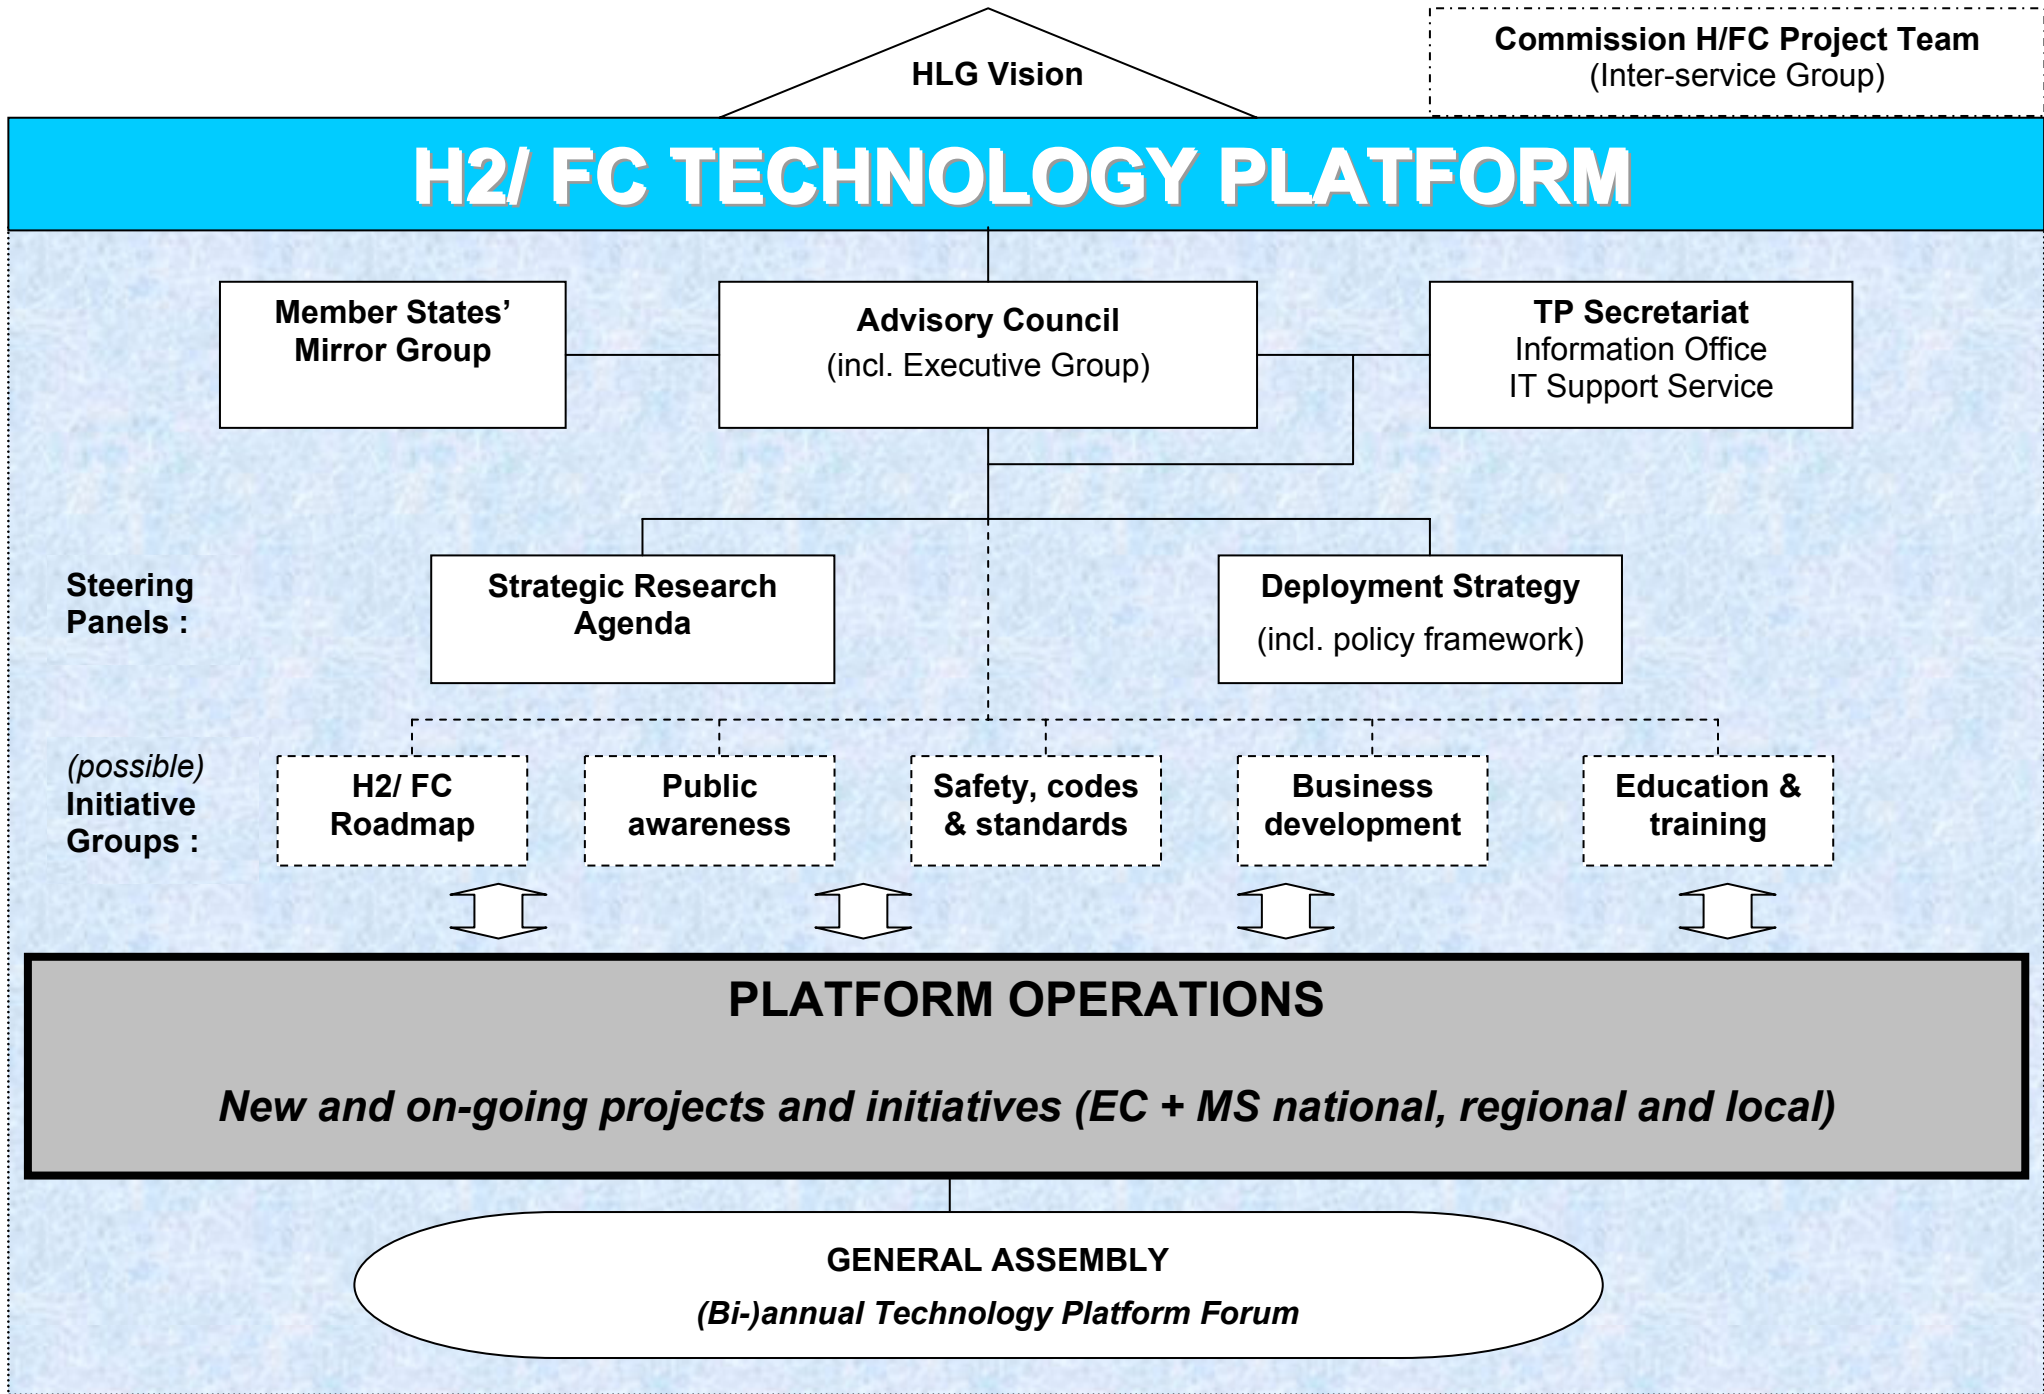 HLG Vision
Commission H/FC Project Team
(Inter-service Group)
H2/ FC TECHNOLOGY PLATFORM
Member States’
Mirror Group
Advisory Council
(incl. Executive Group)
TP Secretariat
Information Office
IT Support Service
Steering
Panels :
Strategic Research
Agenda
Deployment Strategy
(incl. policy framework)
(possible)
Initiative
Groups :
H2/ FC
Roadmap
Public
awareness
Safety, codes
& standards
Business
development
Education &
training
PLATFORM OPERATIONS
New and on-going projects and initiatives (EC + MS national, regional and local)
GENERAL ASSEMBLY
(Bi-)annual Technology Platform Forum